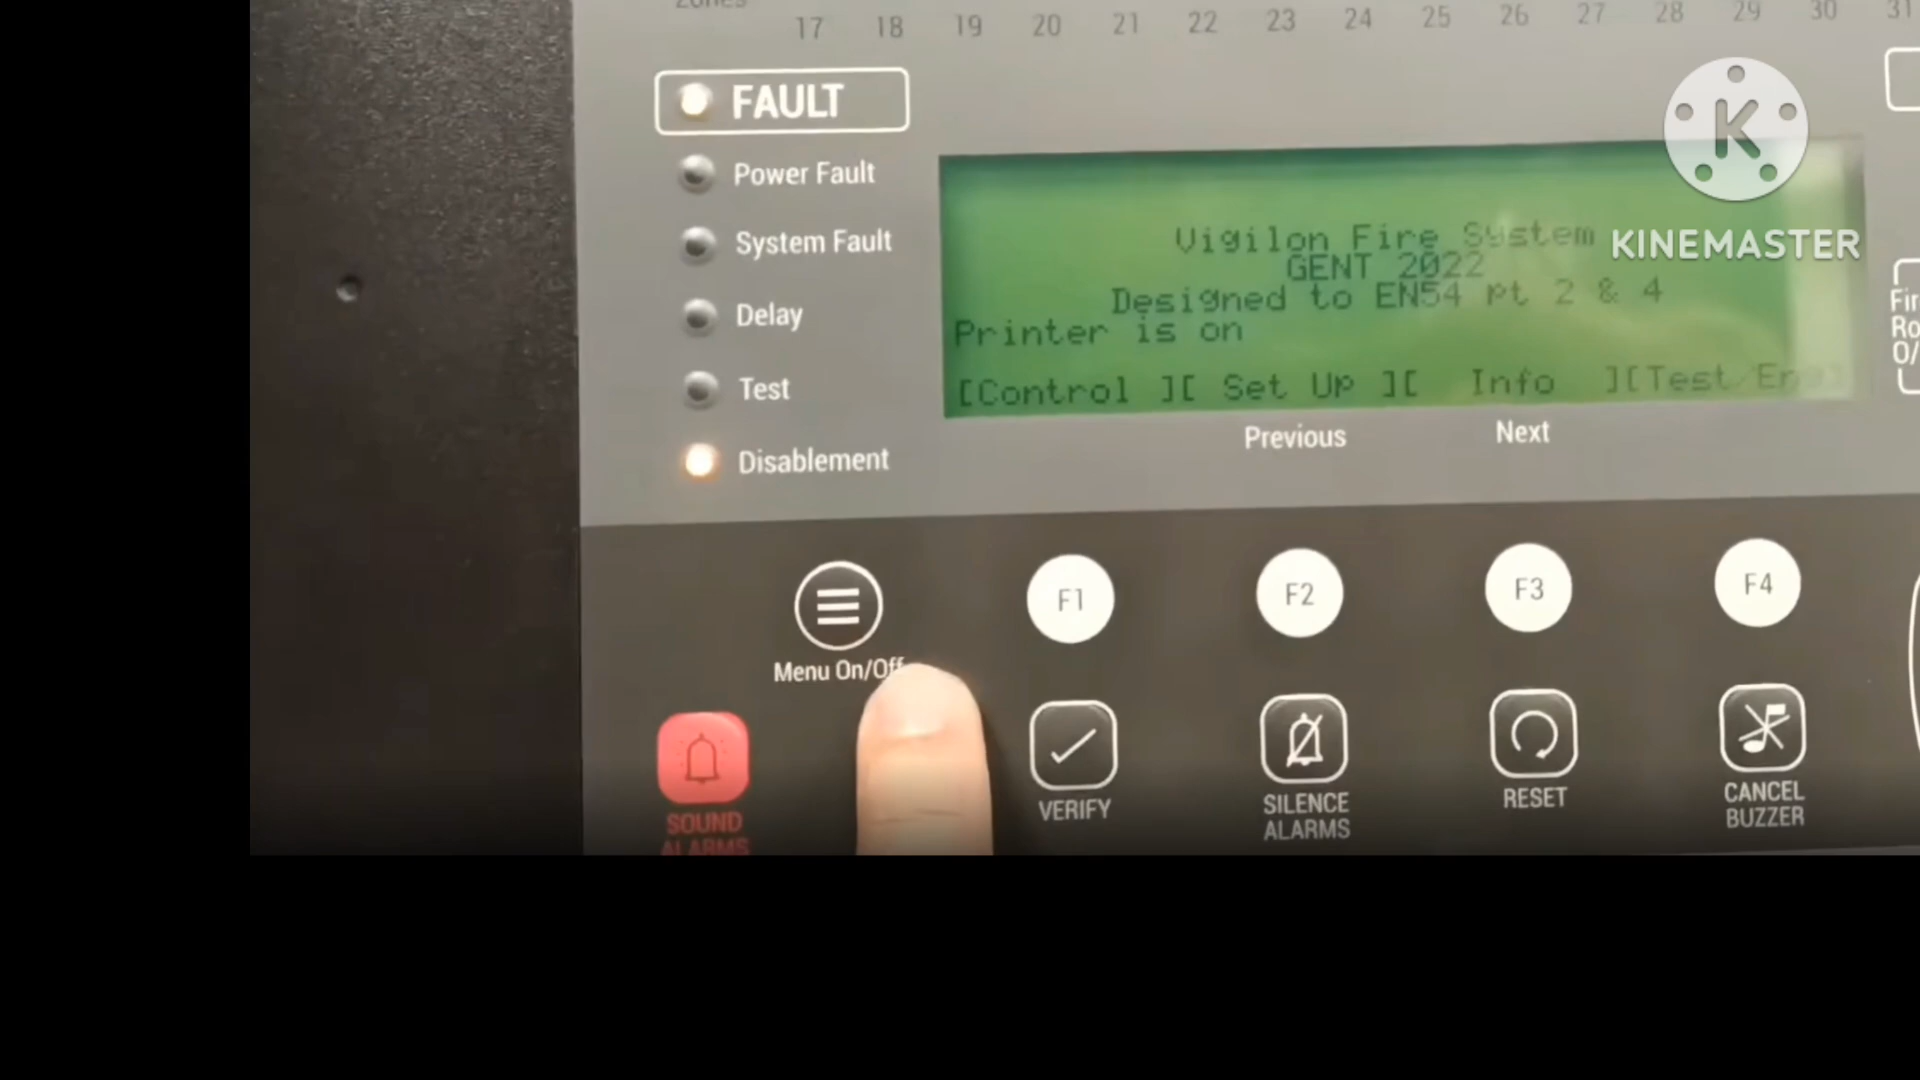 17 18 19 20 21 22 23 24 25 26 27 28 29 30 31
FAULT
Power Fault
System Fault
Delay
Test
Disablement
Vigilon Fire System
GENT 2022
Designed to EN54 pt 2 & 4
Printer is on
[Control ][ Set Up ][ Info ][Test/Eng]
Previous Next
K
KINEMASTER
Menu On/Off
F1 F2 F3 F4
SOUND
ALARMS
VERIFY
SILENCE
ALARMS
RESET
CANCEL
BUZZER